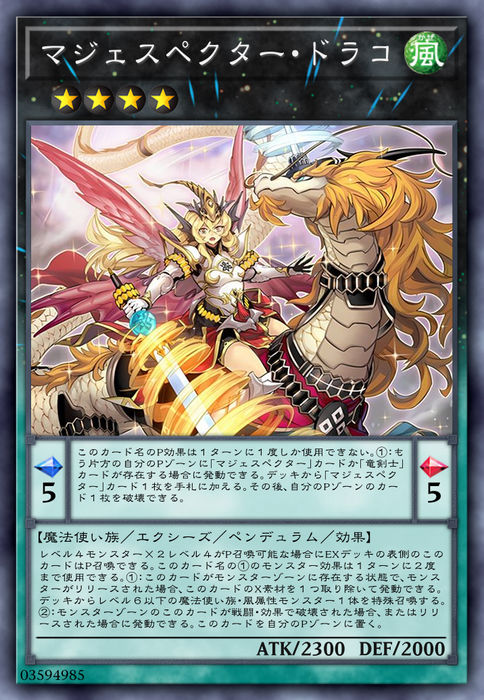 マジェスペクター・ドラコ
風
かぜ
このカード名のP効果は１ターンに１度しか使用できない。①：も
う片方の自分のPゾーンに「マジェスペクター」カードか「竜剣士」
カードが存在する場合に発動できる。デッキから「マジェスペ
クター」カード１枚を手札に加える。その後、自分のPゾーンのカー
ド１枚を破壊できる。
5
5
【魔法使い族／エクシーズ／ペンデュラム／効果】
レベル４モンスター×２レベル４がP召喚可能な場合にEXデッキの表側のこの
カードはP召喚できる。このカード名の①のモンスター効果は１ターンに２度
まで使用できる。①：このカードがモンスターゾーンに存在する状態で、モンス
ターがリリースされた場合、このカードのX素材を１つ取り除いて発動できる。
デッキからレベル６以下の魔法使い族・風属性モンスター１体を特殊召喚する。
②：モンスターゾーンのこのカードが戦闘・効果で破壊された場合、またはリリ
ースされた場合に発動できる。このカードを自分のPゾーンに置く。
ATK/2300 DEF/2000
03594985